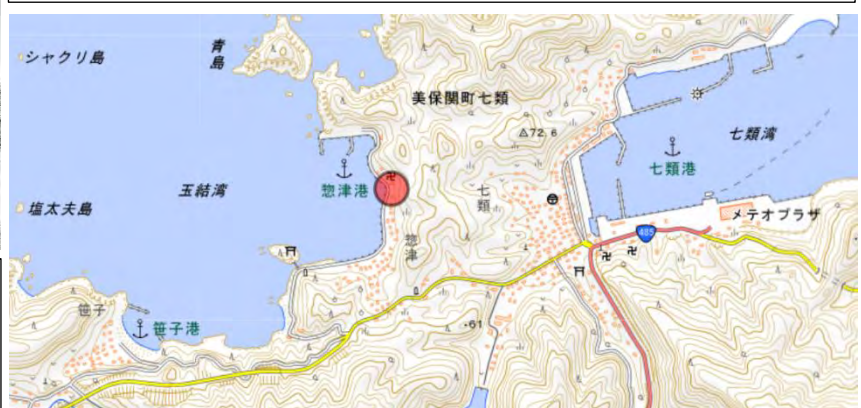 シャクリ島
青島
美保関町七類
72.6
七類湾
七類港
惣津港
玉結湾
七類
塩太夫島
惣津
485
メテオプラザ
笹子
笹子港
61